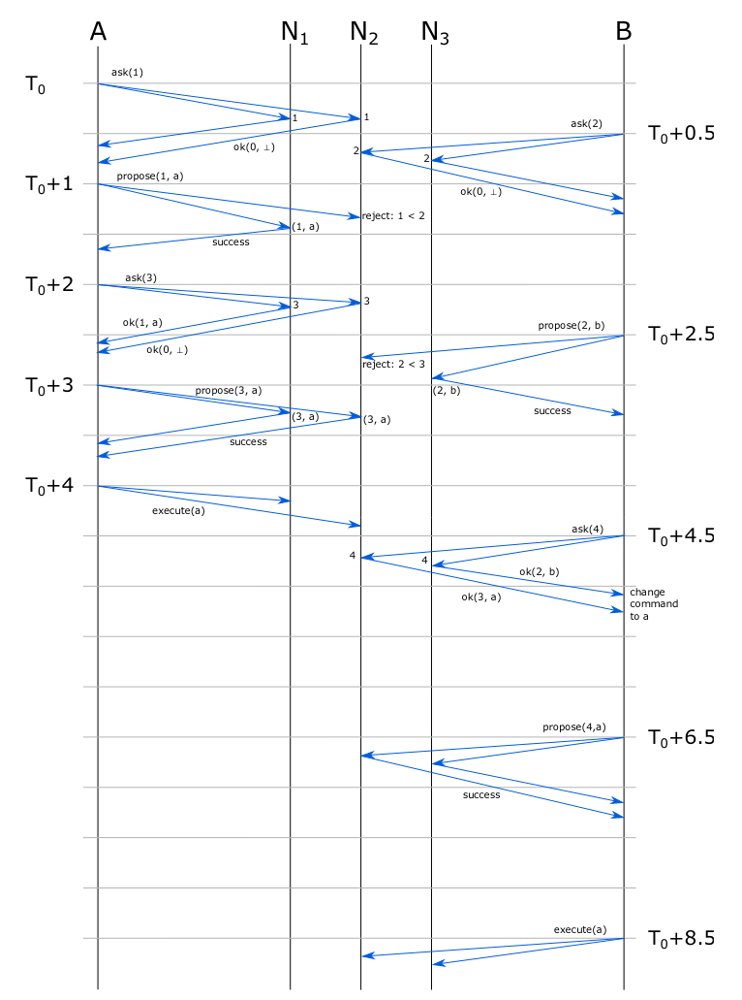 A N₁ N₂ N₃ B
T₀
ask(1)
1
1
ok(0, ⊥)
ask(2)
T₀+0.5
2
2
ok(0, ⊥)
T₀+1
propose(1, a)
reject: 1 < 2
(1, a)
success
T₀+2
ask(3)
3
3
ok(1, a)
ok(0, ⊥)
propose(2, b)
T₀+2.5
reject: 2 < 3
(2, b)
success
T₀+3
propose(3, a)
(3, a)
(3, a)
success
T₀+4
execute(a)
ask(4)
T₀+4.5
4
4
ok(2, b)
ok(3, a)
change
command
to a
propose(4,a)
T₀+6.5
success
execute(a)
T₀+8.5